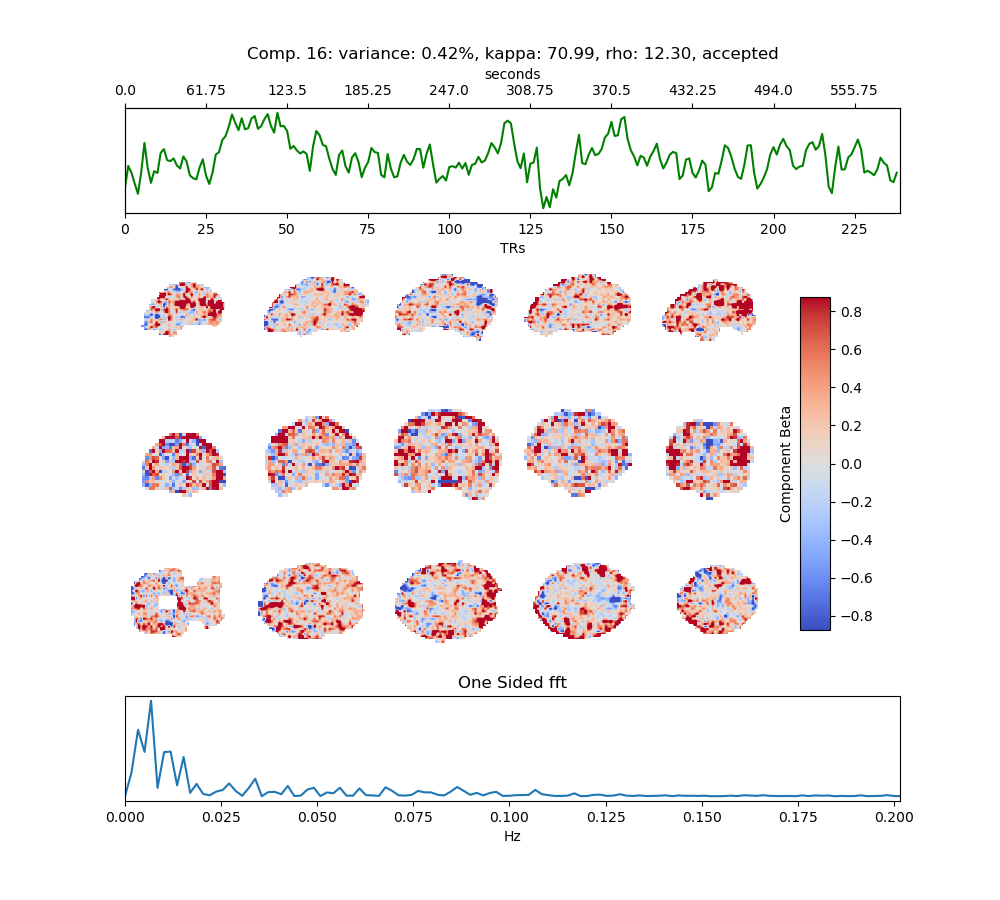 Comp. 16: variance: 0.42%, kappa: 70.99, rho: 12.30, accepted
seconds
0.0 61.75 123.5 185.25 247.0 308.75 370.5 432.25 494.0 555.75
0 25 50 75 100 125 150 175 200 225
TRs
0.8
0.6
0.4
0.2
0.0
−0.2
−0.4
−0.6
−0.8
Component Beta
One Sided fft
0.000 0.025 0.050 0.075 0.100 0.125 0.150 0.175 0.200
Hz